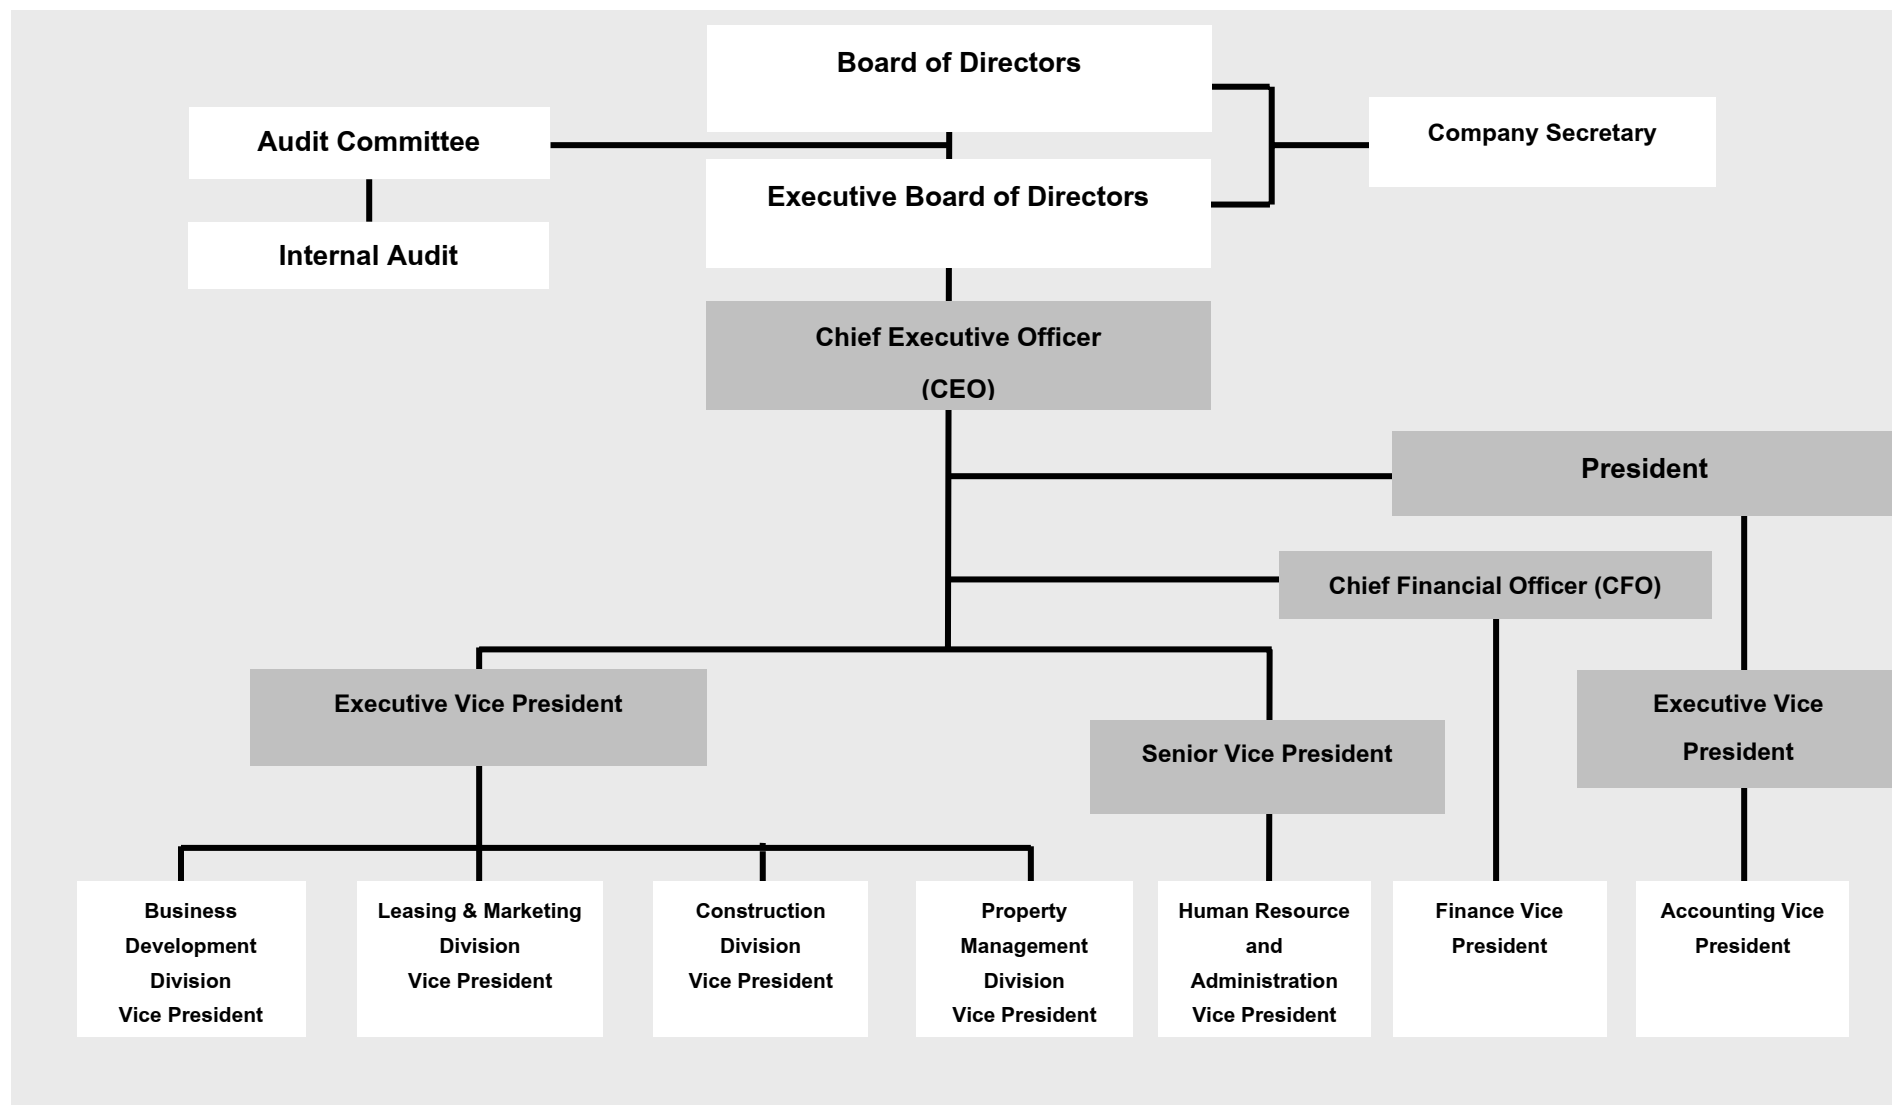 Board of Directors
Audit Committee
Company Secretary
Executive Board of Directors
Internal Audit
Chief Executive Officer
(CEO)
President
Chief Financial Officer (CFO)
Executive Vice President
Executive Vice
President
Senior Vice President
Business
Development
Division
Vice President
Leasing & Marketing
Division
Vice President
Construction
Division
Vice President
Property
Management
Division
Vice President
Human Resource
and
Administration
Vice President
Finance Vice
President
Accounting Vice
President